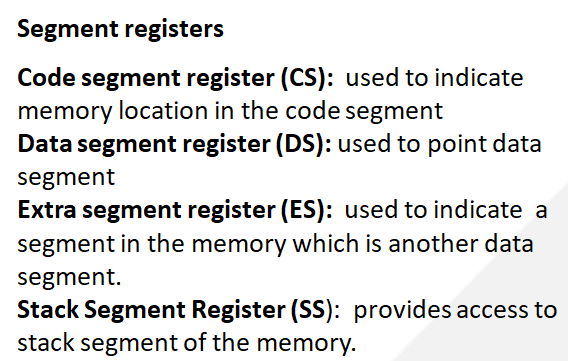 Segment registers
Code segment register (CS): used to indicate
memory location in the code segment
Data segment register (DS): used to point data
segment
Extra segment register (ES): used to indicate a
segment in the memory which is another data
segment.
Stack Segment Register (SS): provides access to
stack segment of the memory.